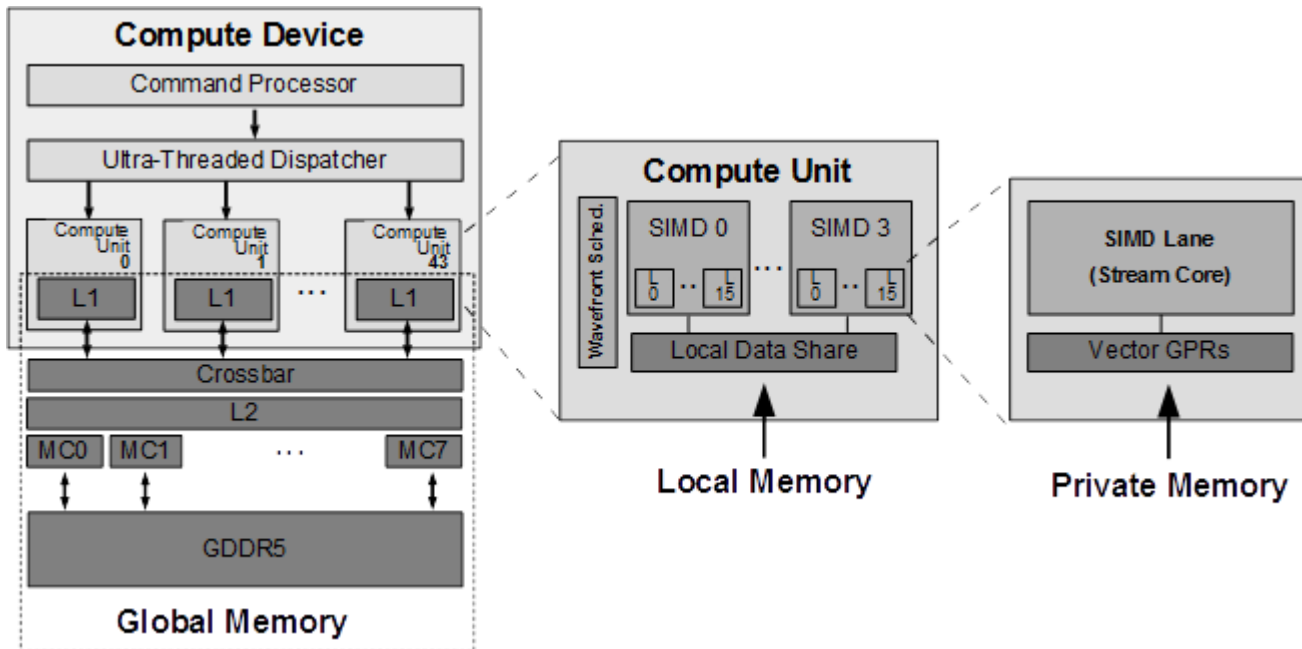 Compute Device
Command Processor
Ultra-Threaded Dispatcher
Compute
Unit
0
Compute
Unit
1
...
Compute
Unit
43
L1
L1
L1
Crossbar
L2
MC0
MC1
...
MC7
GDDR5
Global Memory
Compute Unit
Wavefront Sched.
SIMD 0
L
0
..
L
15
...
SIMD 3
L
0
..
L
15
Local Data Share
Local Memory
SIMD Lane
(Stream Core)
Vector GPRs
Private Memory